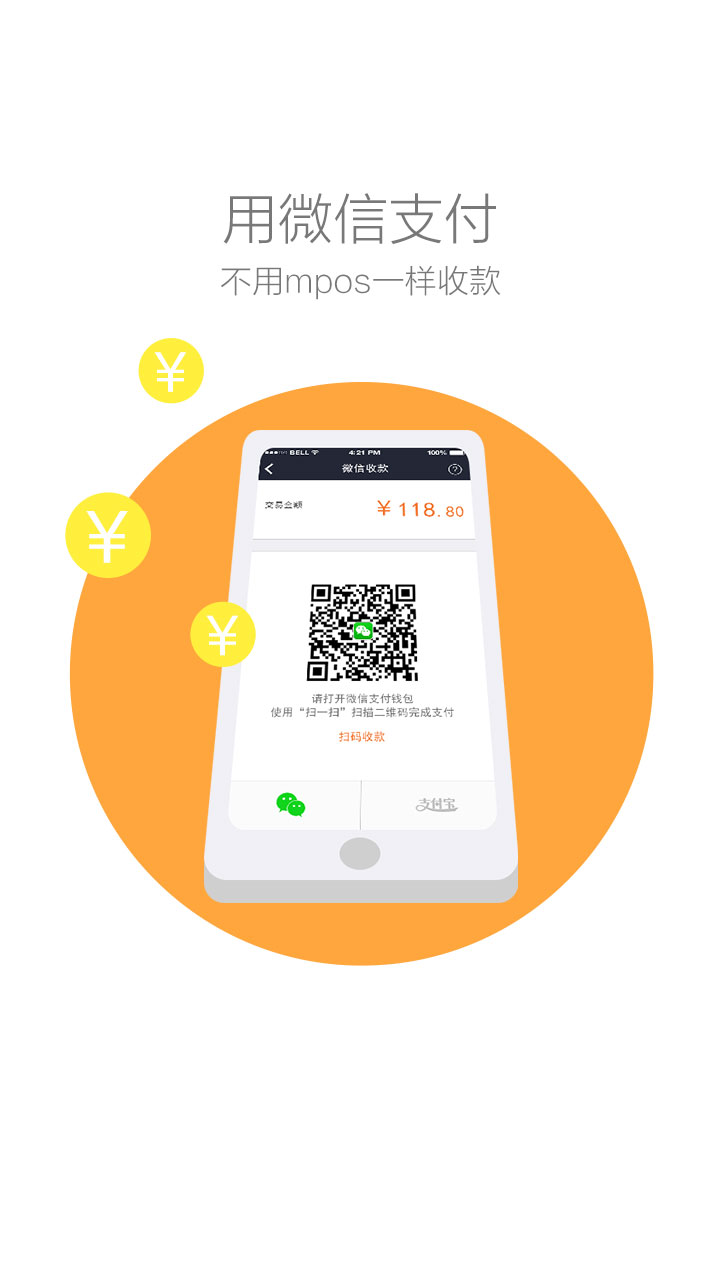 用微信支付
不用mpos一样收款
¥
BELL 4:21 PM 100%
微信收款 ?
交易金额 ¥ 118.80
¥
¥
请打开微信支付钱包
使用“扫一扫”扫描二维码完成支付
扫码收款
支付宝